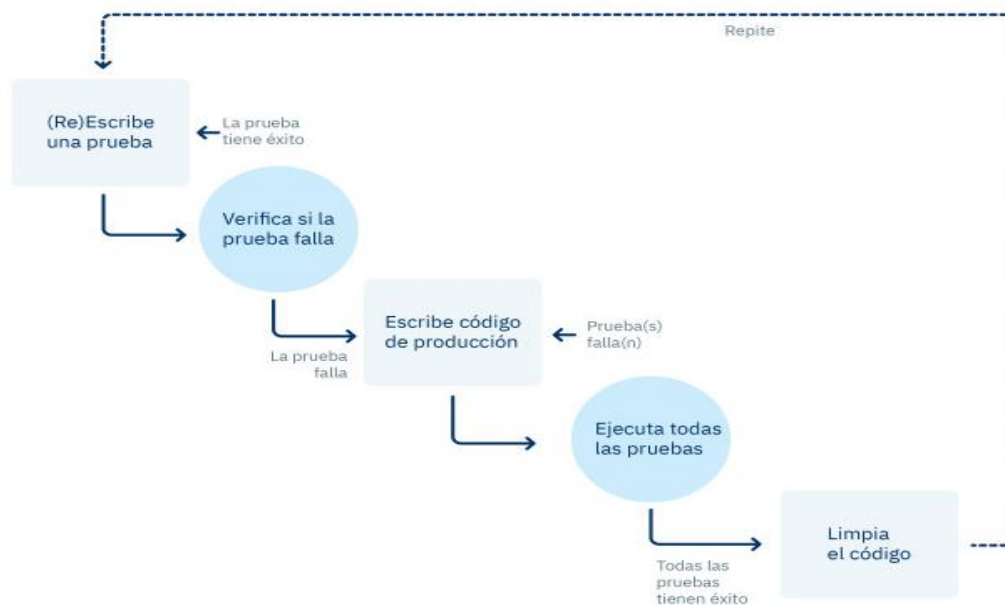 Repite
(Re)Escribe
una prueba
La prueba
tiene éxito
Verifica si la
prueba falla
La prueba
falla
Escribe código
de producción
Prueba(s)
falla(n)
Ejecuta todas
las pruebas
Todas las
pruebas
tienen éxito
Limpia
el código